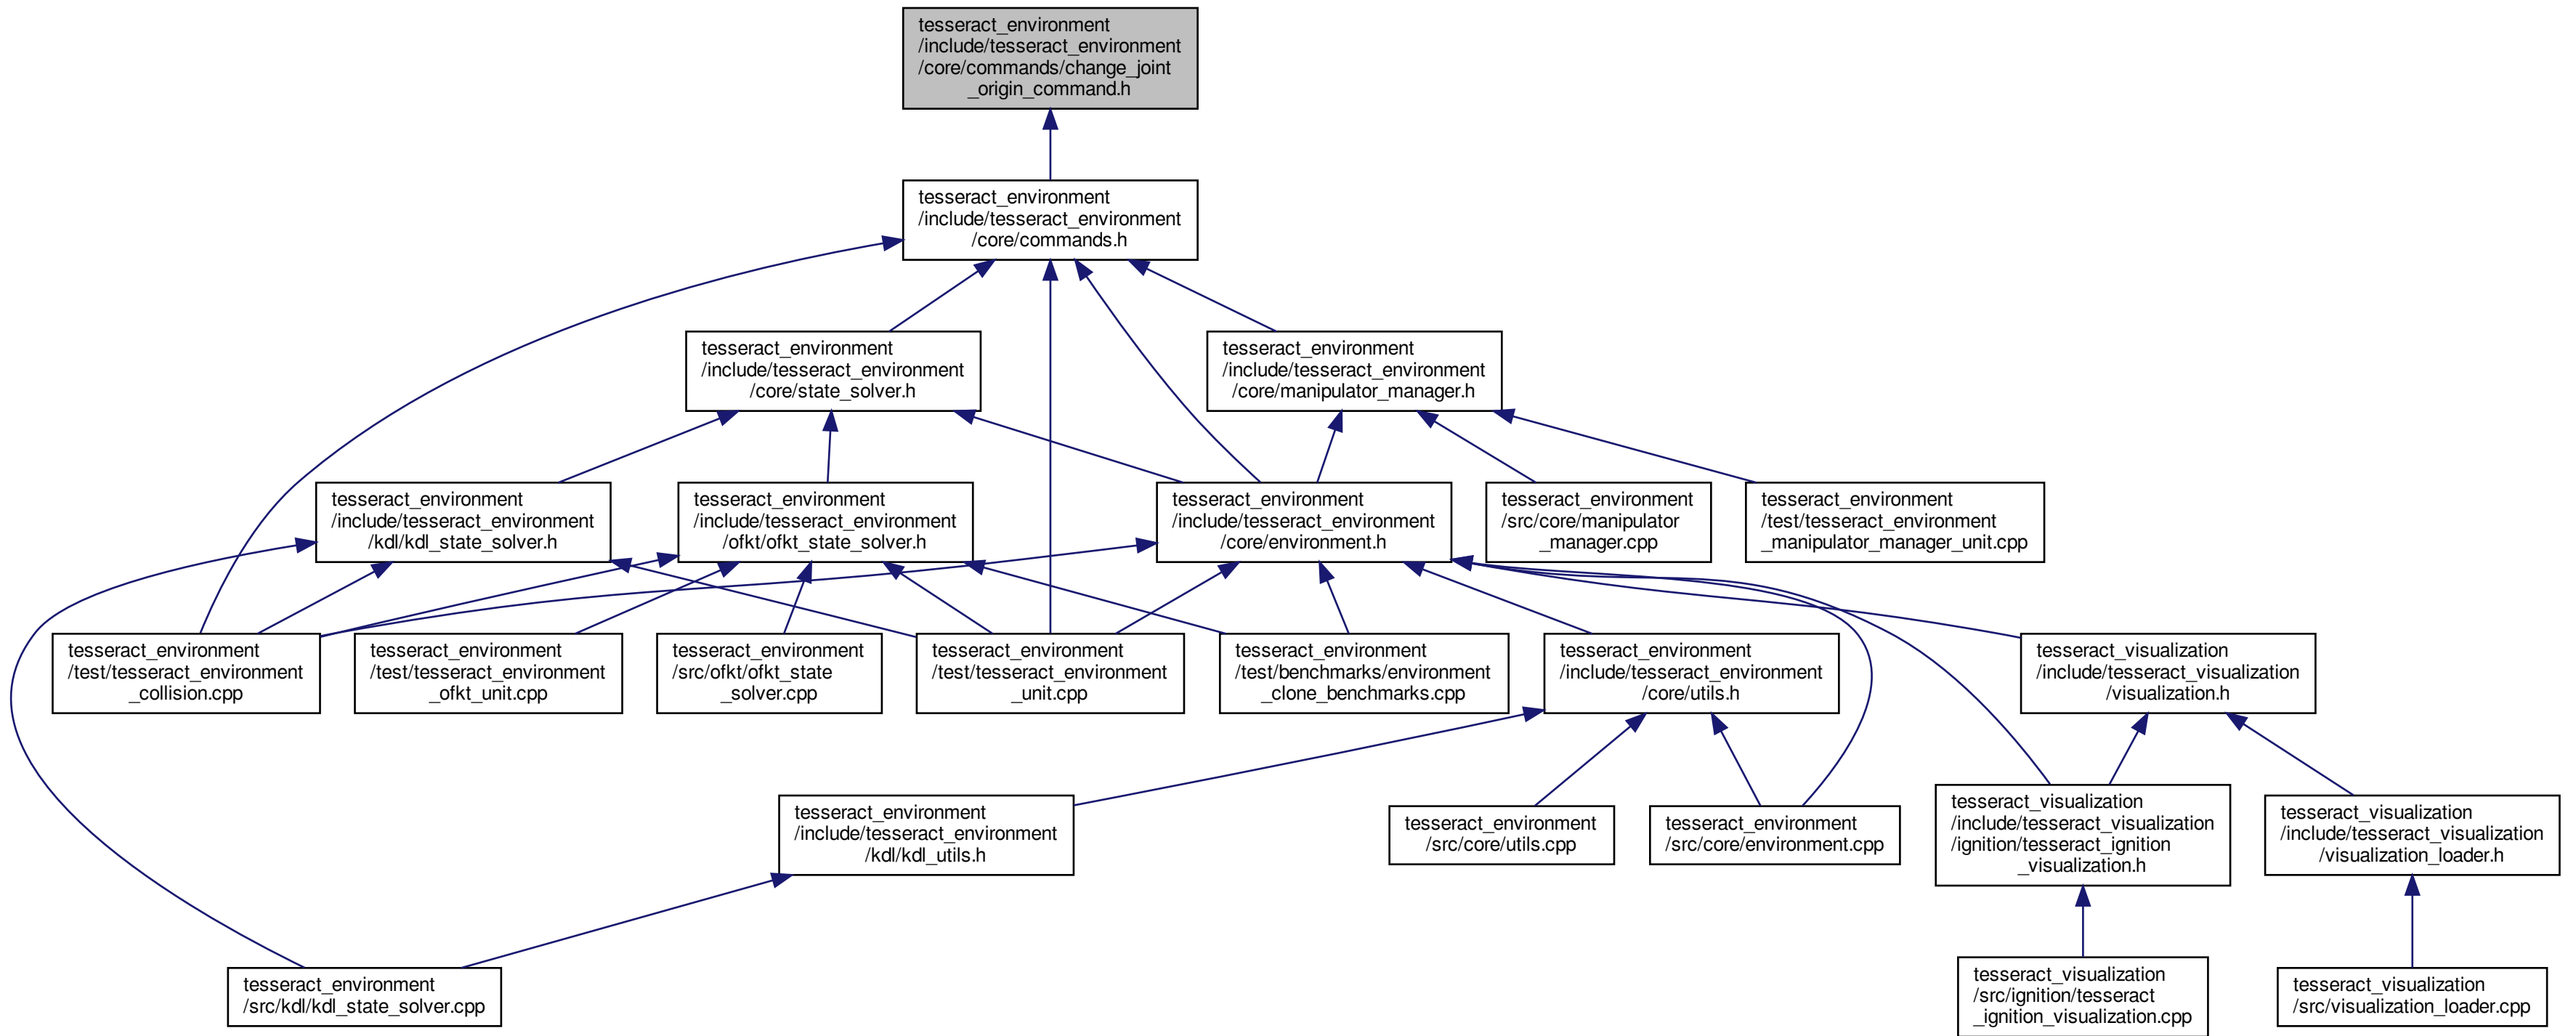 tesseract_environment
/include/tesseract_environment
/core/commands/change_joint
_origin_command.h
tesseract_environment
/include/tesseract_environment
/core/commands.h
tesseract_environment
/include/tesseract_environment
/core/state_solver.h
tesseract_environment
/include/tesseract_environment
/core/manipulator_manager.h
tesseract_environment
/include/tesseract_environment
/kdl/kdl_state_solver.h
tesseract_environment
/include/tesseract_environment
/ofkt/ofkt_state_solver.h
tesseract_environment
/include/tesseract_environment
/core/environment.h
tesseract_environment
/src/core/manipulator
_manager.cpp
tesseract_environment
/test/tesseract_environment
_manipulator_manager_unit.cpp
tesseract_environment
/test/tesseract_environment
_collision.cpp
tesseract_environment
/test/tesseract_environment
_ofkt_unit.cpp
tesseract_environment
/src/ofkt/ofkt_state
_solver.cpp
tesseract_environment
/test/tesseract_environment
_unit.cpp
tesseract_environment
/test/benchmarks/environment
_clone_benchmarks.cpp
tesseract_environment
/include/tesseract_environment
/core/utils.h
tesseract_visualization
/include/tesseract_visualization
/visualization.h
tesseract_environment
/include/tesseract_environment
/kdl/kdl_utils.h
tesseract_environment
/src/core/utils.cpp
tesseract_environment
/src/core/environment.cpp
tesseract_visualization
/include/tesseract_visualization
/ignition/tesseract_ignition
_visualization.h
tesseract_visualization
/include/tesseract_visualization
/visualization_loader.h
tesseract_environment
/src/kdl/kdl_state_solver.cpp
tesseract_visualization
/src/ignition/tesseract
_ignition_visualization.cpp
tesseract_visualization
/src/visualization_loader.cpp